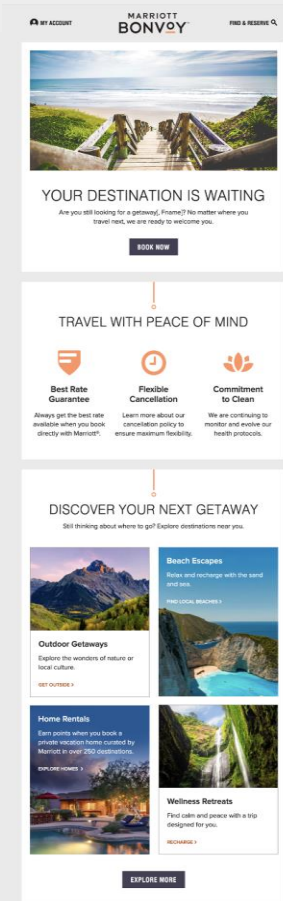 MY ACCOUNT
MARRIOTT
BONVOY
FIND & RESERVE
YOUR DESTINATION IS WAITING
Are you still looking for a getaway[, Fname]? No matter where you
travel next, we are ready to welcome you.
BOOK NOW
TRAVEL WITH PEACE OF MIND
Best Rate
Guarantee
Always get the best rate
available when you book
directly with Marriott®.
Flexible
Cancellation
Learn more about our
cancellation policy to
ensure maximum flexibility.
Commitment
to Clean
We are continuing to
monitor and evolve our
health protocols.
DISCOVER YOUR NEXT GETAWAY
Still thinking about where to go? Explore destinations near you.
Outdoor Getaways
Explore the wonders of nature or
local culture.
GET OUTSIDE >
Beach Escapes
Relax and recharge with the sand
and sea.
FIND LOCAL BEACHES >
Home Rentals
Earn points when you book a
private vacation home curated by
Marriott in over 250 destinations.
EXPLORE HOMES >
Wellness Retreats
Find calm and peace with a trip
designed for you.
RECHARGE >
EXPLORE MORE